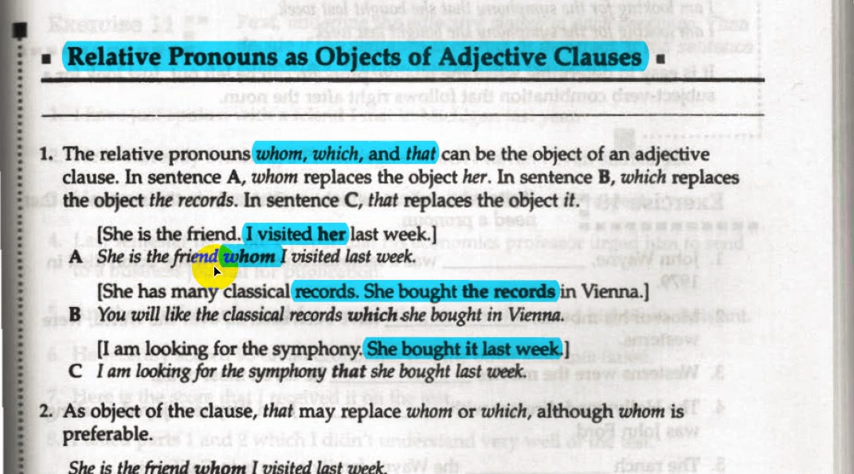 Relative Pronouns as Objects of Adjective Clauses
1. The relative pronouns whom, which, and that can be the object of an adjective
clause. In sentence A, whom replaces the object her. In sentence B, which replaces
the object the records. In sentence C, that replaces the object it.
[She is the friend. I visited her last week.]
A She is the friend whom I visited last week.
[She has many classical records. She bought the records in Vienna.]
B You will like the classical records which she bought in Vienna.
[I am looking for the symphony. She bought it last week.]
C I am looking for the symphony that she bought last week.
2. As object of the clause, that may replace whom or which, although whom is
preferable.
She is the friend whom I visited last week.